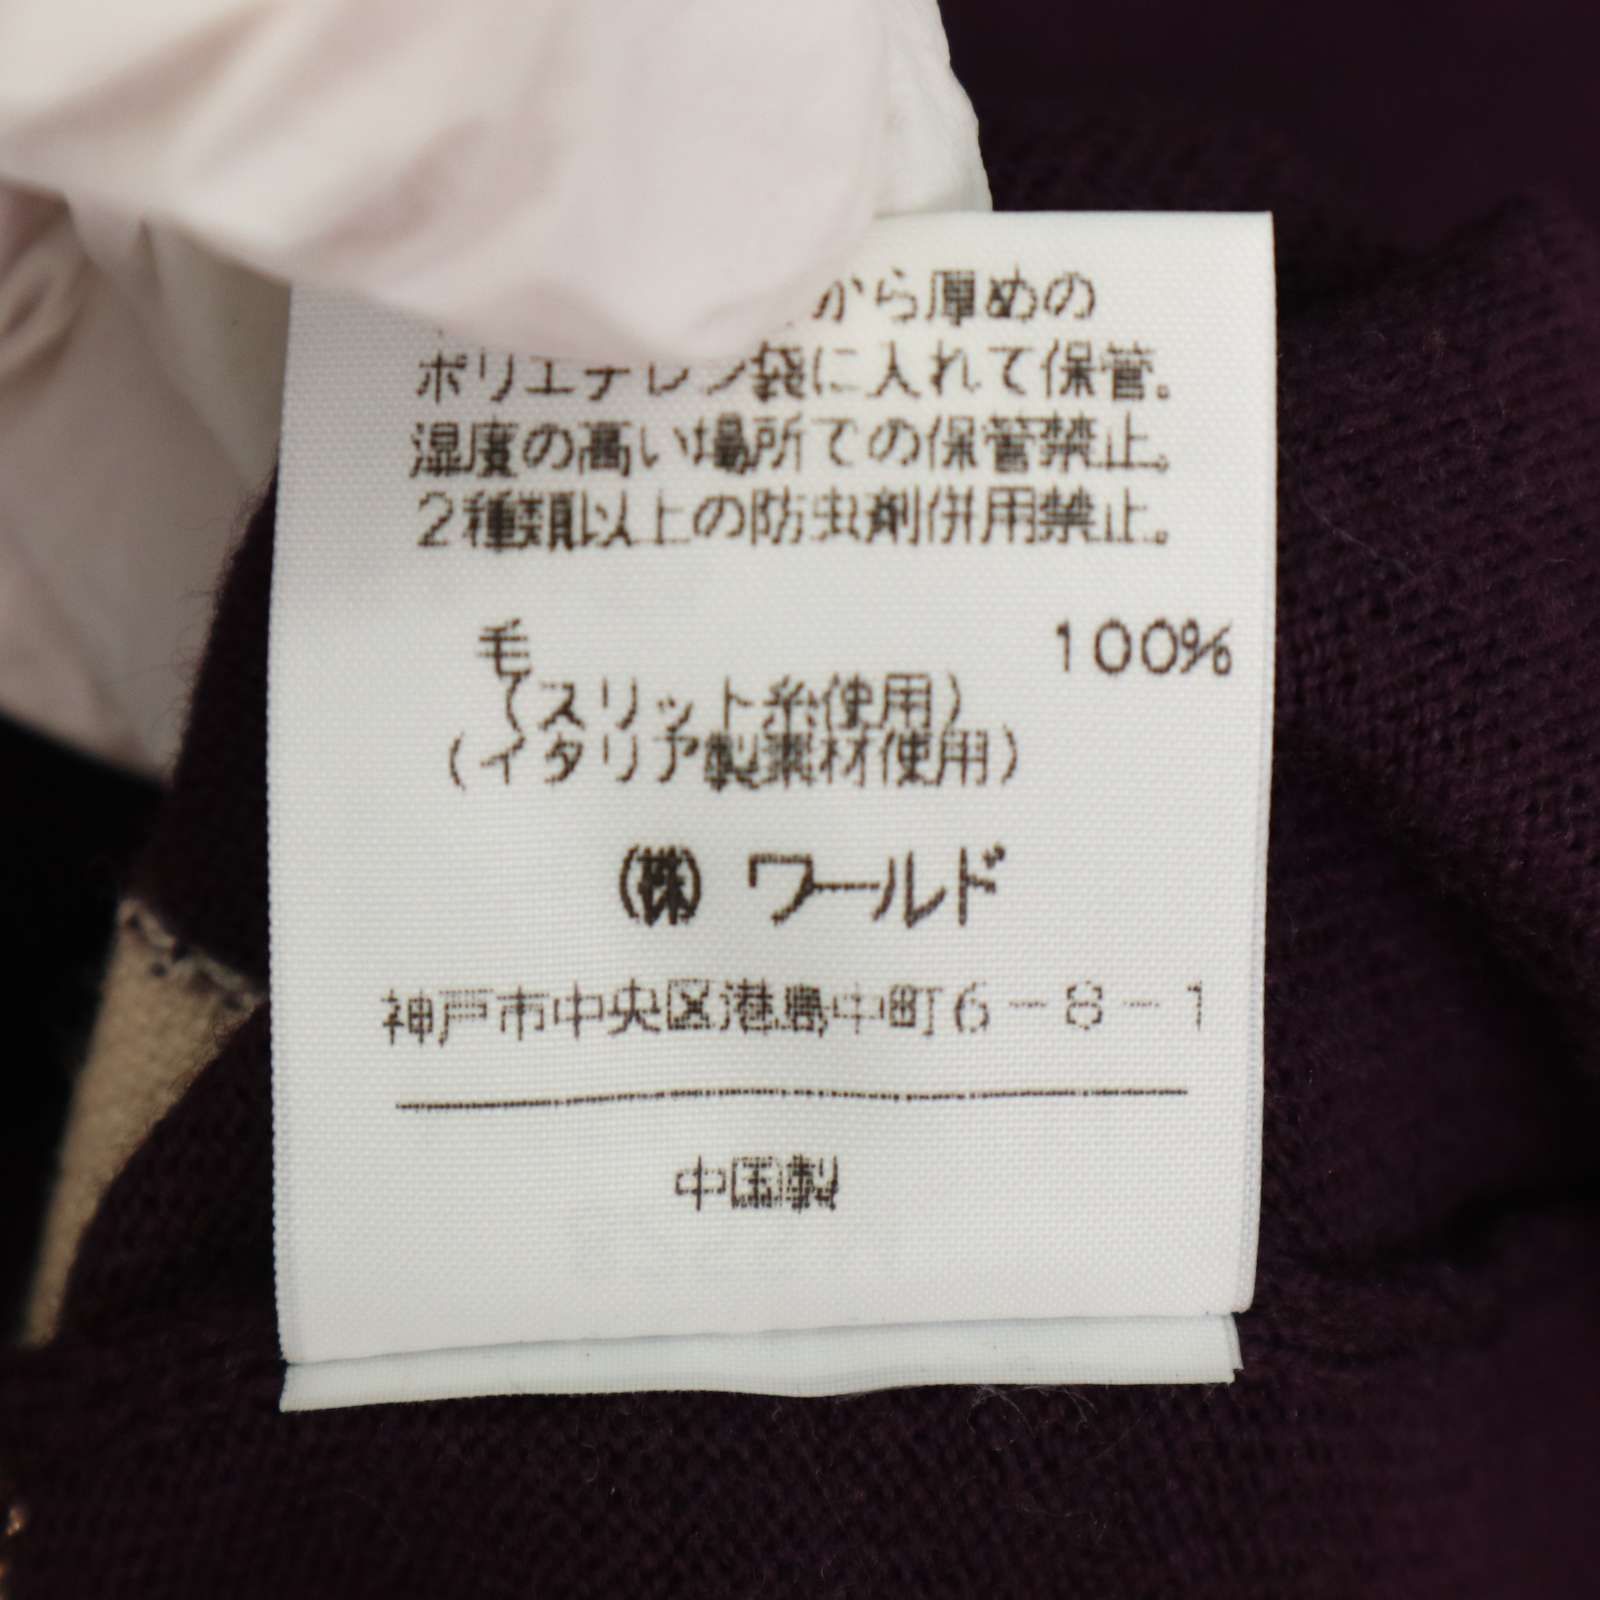 から厚めの
ポリエチレン袋に入れて保管。
湿度の高い場所での保管禁止。
2種類以上の防虫剤併用禁止。
毛 100%
(スリット糸使用)
(イタリア製素材使用)
(株) ワールド
神戸市中央区港島中町6-8-1
中国製